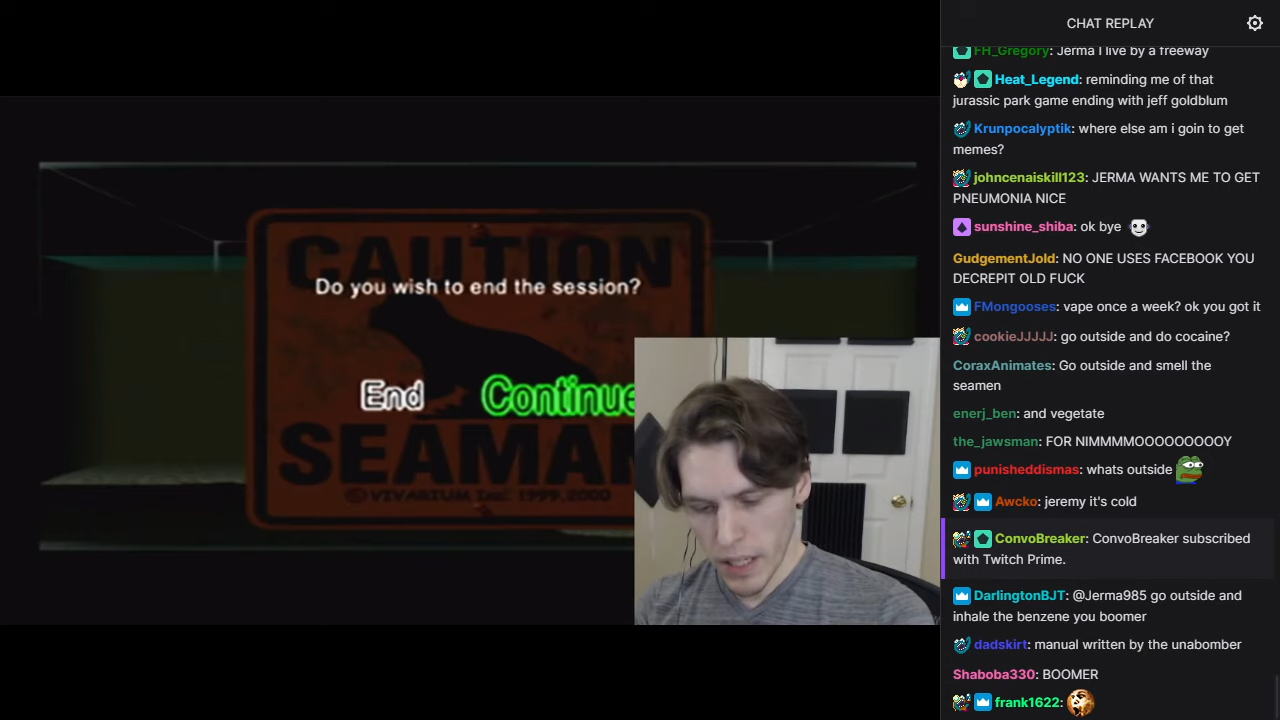 CAUTION
Do you wish to end the session?
End
Continue
SEAMAN
© VIVARIUM Inc. 1999,2000
CHAT REPLAY
FH_Gregory: Jerma I live by a freeway
Heat_Legend: reminding me of that
jurassic park game ending with jeff goldblum
Krunpocalyptik: where else am i goin to get
memes?
johncenaiskill123: JERMA WANTS ME TO GET
PNEUMONIA NICE
sunshine_shiba: ok bye
GudgementJold: NO ONE USES FACEBOOK YOU
DECREPIT OLD FUCK
FMongooses: vape once a week? ok you got it
cookieJJJJJ: go outside and do cocaine?
CoraxAnimates: Go outside and smell the
seamen
enerj_ben: and vegetate
the_jawsman: FOR NIMMMMOOOOOOOOOY
punisheddismas: whats outside
Awcko: jeremy it's cold
ConvoBreaker: ConvoBreaker subscribed
with Twitch Prime.
DarlingtonBJT: @Jerma985 go outside and
inhale the benzene you boomer
dadskirt: manual written by the unabomber
Shaboba330: BOOMER
frank1622: